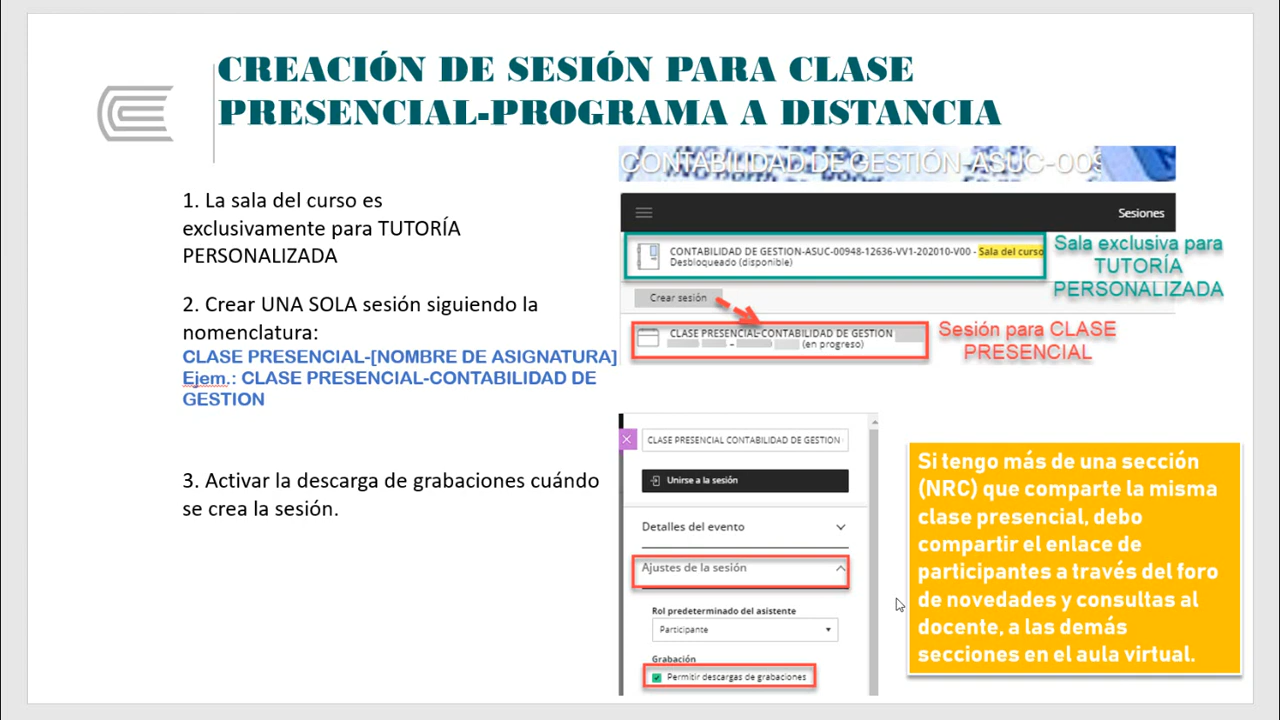 CREACIÓN DE SESIÓN PARA CLASE
PRESENCIAL-PROGRAMA A DISTANCIA
1. La sala del curso es
exclusivamente para TUTORÍA
PERSONALIZADA
2. Crear UNA SOLA sesión siguiendo la
nomenclatura:
CLASE PRESENCIAL-[NOMBRE DE ASIGNATURA]
Ejem.: CLASE PRESENCIAL-CONTABILIDAD DE
GESTION
3. Activar la descarga de grabaciones cuándo
se crea la sesión.
CONTABILIDAD DE GESTIÓN-ASUC-009
Sesiones
CONTABILIDAD DE GESTION-ASUC-00948-12636-VV1-202010-V00 - Sala del curso
Desbloqueado (disponible)
Sala exclusiva para
TUTORÍA
PERSONALIZADA
Crear sesión
CLASE PRESENCIAL-CONTABILIDAD DE GESTION
– (en progreso)
Sesión para CLASE
PRESENCIAL
CLASE PRESENCIAL CONTABILIDAD DE GESTION
Unirse a la sesión
Detalles del evento
Ajustes de la sesión
Rol predeterminado del asistente
Participante
Grabación
Permitir descargas de grabaciones
Si tengo más de una sección
(NRC) que comparte la misma
clase presencial, debo
compartir el enlace de
participantes a través del foro
de novedades y consultas al
docente, a las demás
secciones en el aula virtual.